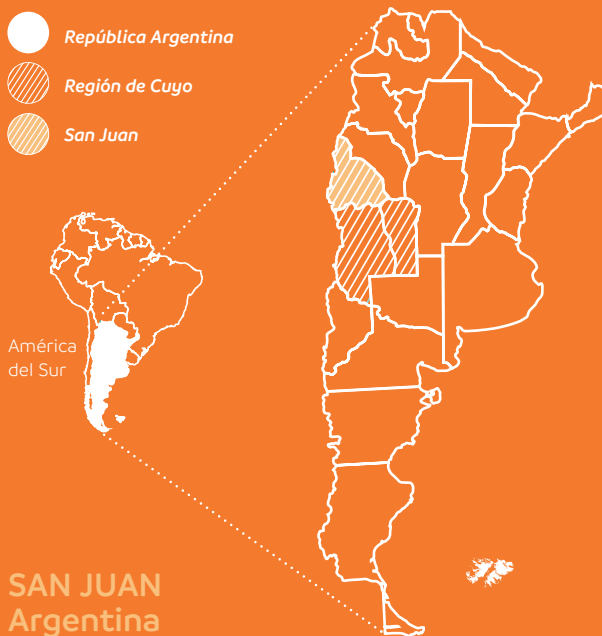 República Argentina
Región de Cuyo
San Juan
América
del Sur
SAN JUAN
Argentina